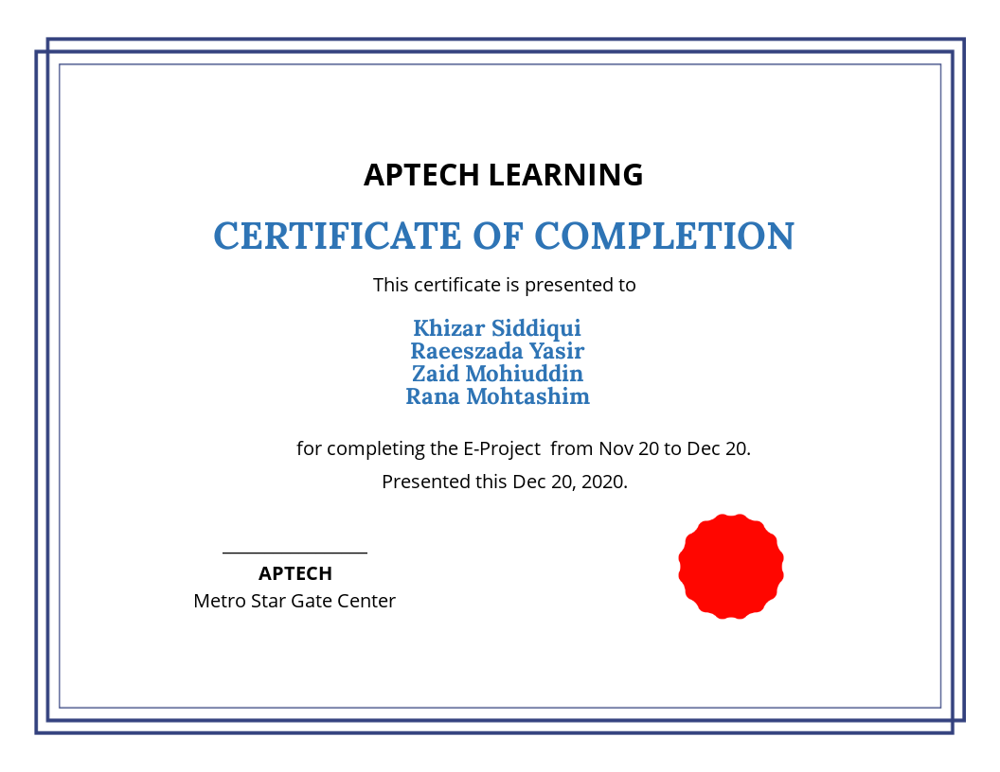 APTECH LEARNING
CERTIFICATE OF COMPLETION
This certificate is presented to
Khizar Siddiqui
Raeeszada Yasir
Zaid Mohiuddin
Rana Mohtashim
for completing the E-Project  from Nov 20 to Dec 20.
Presented this Dec 20, 2020.
APTECH
Metro Star Gate Center